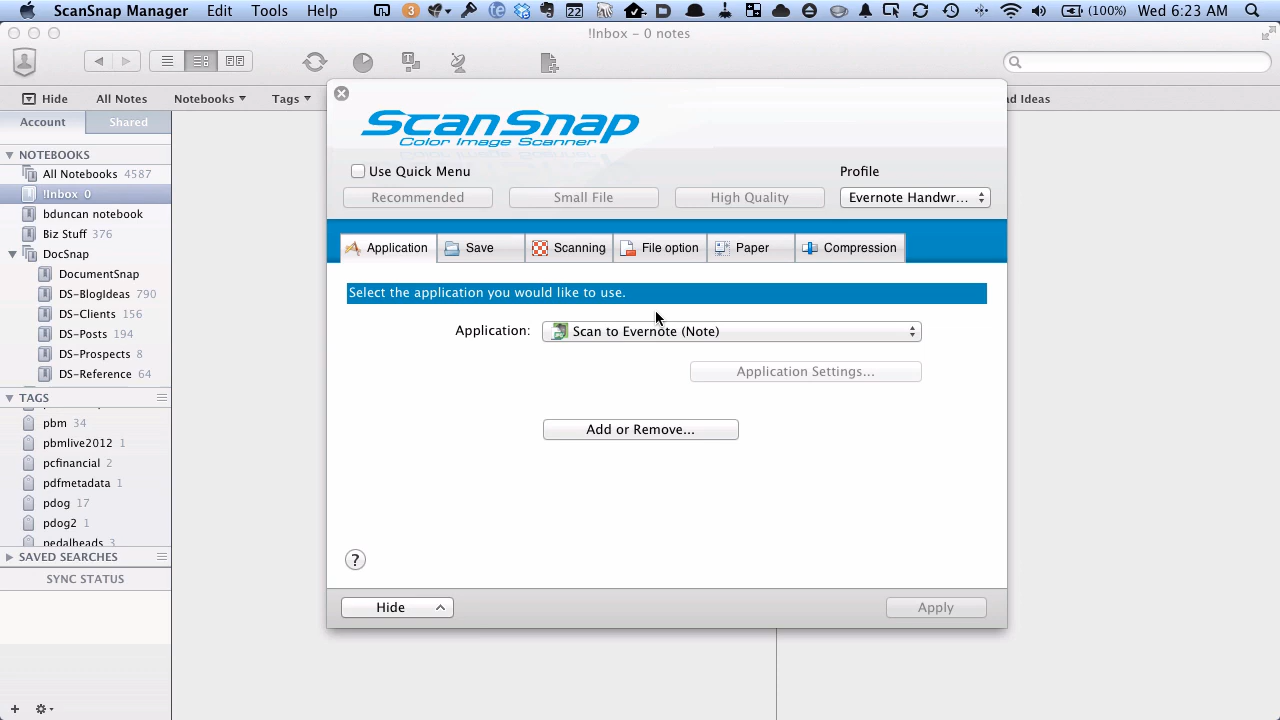 ScanSnap Manager Edit Tools Help 3 22 (100%) Wed 6:23 AM
!Inbox – 0 notes
Hide All Notes Notebooks Tags d Ideas
Account Shared
NOTEBOOKS
All Notebooks 4587
!Inbox 0
bduncan notebook
Biz Stuff 376
DocSnap
DocumentSnap
DS-BlogIdeas 790
DS-Clients 156
DS-Posts 194
DS-Prospects 8
DS-Reference 64
TAGS
pbm 34
pbmlive2012 1
pcfinancial 2
pdfmetadata 1
pdog 17
pdog2 1
pedalheads 3
SAVED SEARCHES
SYNC STATUS
ScanSnap
Color Image Scanner
Use Quick Menu Profile
Recommended Small File High Quality Evernote Handwr...
Application Save Scanning File option Paper Compression
Select the application you would like to use.
Application: Scan to Evernote (Note)
Application Settings...
Add or Remove...
?
Hide Apply